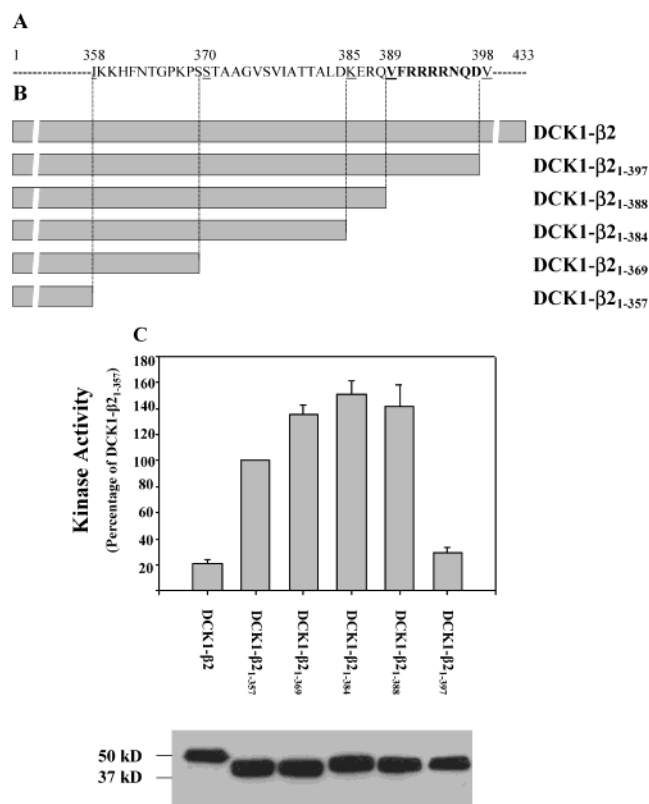 A
1 358 370 385 389 398 433
------------IKKHFNTGPKPSSTAAGVSVIATTALDKERQVFRRRRNQDV------
B
DCK1-β2
DCK1-β2₁₋₃₉₇
DCK1-β2₁₋₃₈₈
DCK1-β2₁₋₃₈₄
DCK1-β2₁₋₃₆₉
DCK1-β2₁₋₃₅₇
C
Kinase Activity
(Percentage of DCK1-β2₁₋₃₅₇)
180
160
140
120
100
80
60
40
20
DCK1-β2
DCK1-β2₁₋₃₅₇
DCK1-β2₁₋₃₆₉
DCK1-β2₁₋₃₈₄
DCK1-β2₁₋₃₈₈
DCK1-β2₁₋₃₉₇
50 kD
37 kD